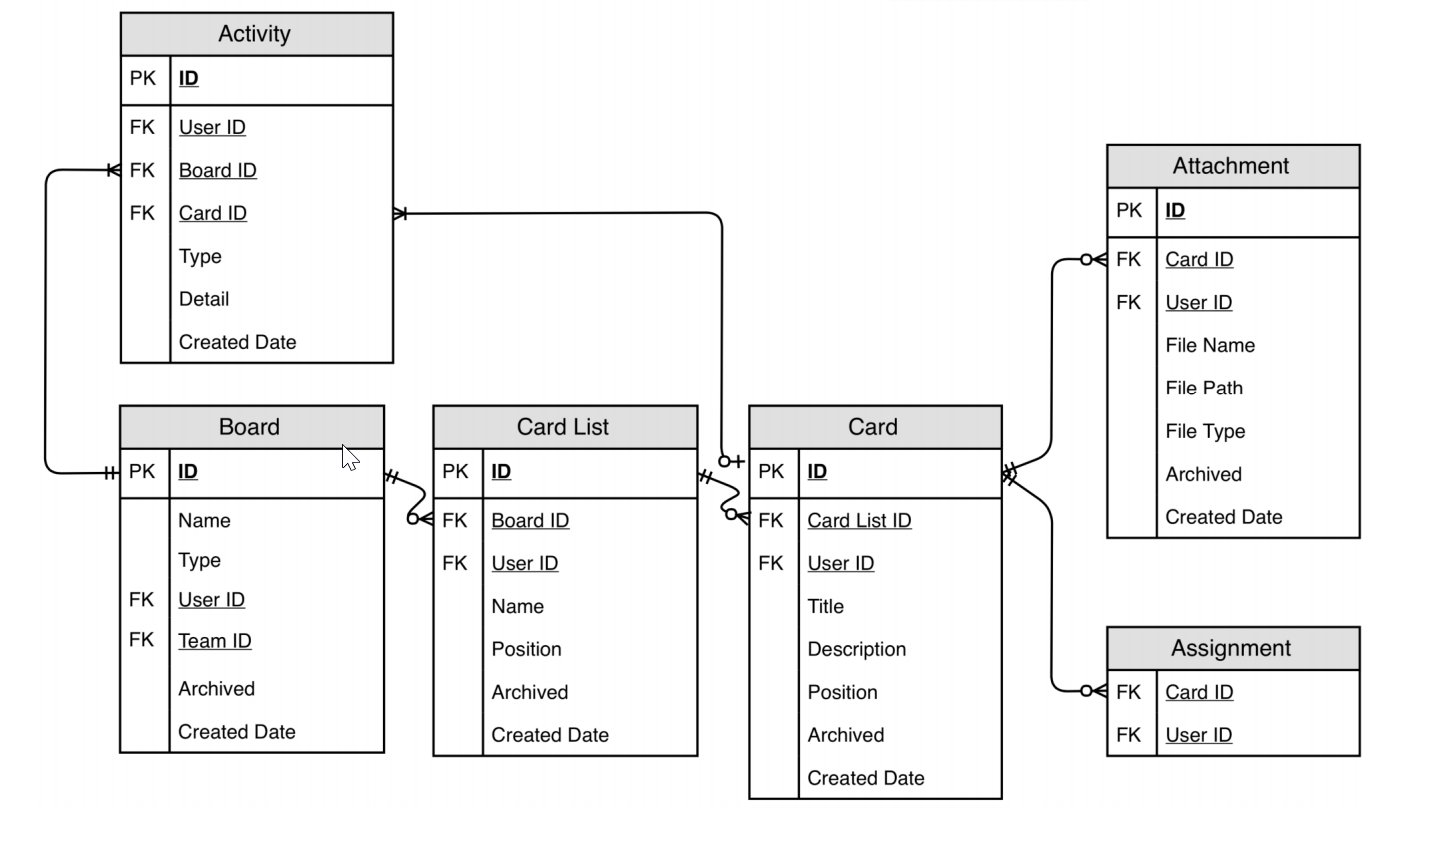 Activity
PK ID
FK User ID
FK Board ID
FK Card ID
Type
Detail
Created Date
Board
PK ID
Name
Type
FK User ID
FK Team ID
Archived
Created Date
Card List
PK ID
FK Board ID
FK User ID
Name
Position
Archived
Created Date
Card
PK ID
FK Card List ID
FK User ID
Title
Description
Position
Archived
Created Date
Attachment
PK ID
FK Card ID
FK User ID
File Name
File Path
File Type
Archived
Created Date
Assignment
FK Card ID
FK User ID